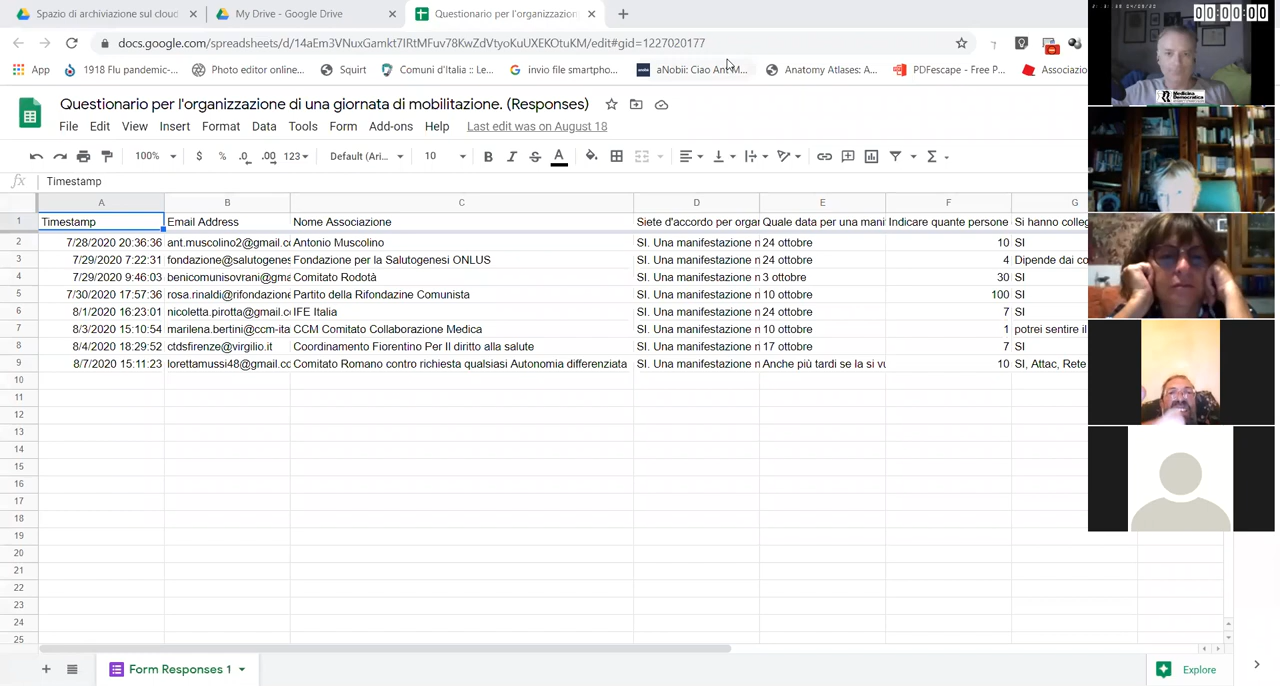 Spazio di archiviazione sul cloud
My Drive - Google Drive
Questionario per l'organizzazion
docs.google.com/spreadsheets/d/14aEm3VNuxGamkt7IRtMFuv78KwZdVtyoKuUXEKOtuKM/edit#gid=1227020177
App 1918 Flu pandemic-... Photo editor online... Squirt Comuni d'Italia :: Le... invio file smartpho... aNobii: Ciao Ant M... Anatomy Atlases: A... PDFescape - Free P... Associazio
Questionario per l'organizzazione di una giornata di mobilitazione (Responses)
File Edit View Insert Format Data Tools Form Add-ons Help Last edit was on August 18
100% $ % .0 .00 123 Default (Ari... 10 B I S A Σ
fx Timestamp
A B C D E F G
1 Timestamp Email Address Nome Associazione Siete d'accordo per orgar Quale data per una mani Indicare quante persone Si hanno colleg
2 7/28/2020 20:36:36 ant.muscolino2@gmail.co Antonio Muscolino SI. Una manifestazione n 24 ottobre 10 SI
3 7/29/2020 7:22:31 fondazione@salutogenes Fondazione per la Salutogenesi ONLUS SI. Una manifestazione n 24 ottobre 4 Dipende dai co
4 7/29/2020 9:46:03 benicomunisovrani@gma Comitato Rodotà SI. Una manifestazione n 3 ottobre 30 SI
5 7/30/2020 17:57:36 rosa.rinaldi@rifondazione Partito della Rifondazine Comunista SI. Una manifestazione n 10 ottobre 100 SI
6 8/1/2020 16:23:01 nicoletta.pirotta@gmail.co IFE Italia SI. Una manifestazione n 24 ottobre 7 SI
7 8/3/2020 15:10:54 marilena.bertini@ccm-ita CCM Comitato Collaborazione Medica SI. Una manifestazione n 10 ottobre 1 potrei sentire il
8 8/4/2020 18:29:52 ctdsfirenze@virgilio.it Coordinamento Fiorentino Per Il diritto alla salute SI. Una manifestazione n 17 ottobre 7 SI
9 8/7/2020 15:11:23 lorettamussi48@gmail.co Comitato Romano contro richiesta qualsiasi Autonomia differenziata SI. Una manifestazione n Anche più tardi se la si vu 10 SI, Attac, Rete
10
11
12
13
14
15
16
17
18
19
20
21
22
23
24
25
Form Responses 1
Explore
00:00:00
Medicina
Democratica